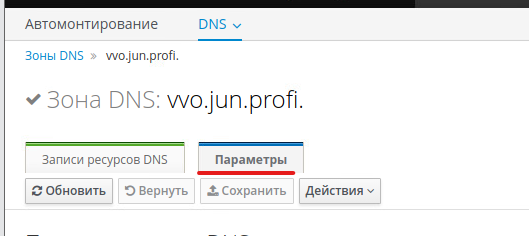 Автомонтирование DNS
Зоны DNS » vvo.jun.profi.
Зона DNS: vvo.jun.profi.
Записи ресурсов DNS Параметры
Обновить Вернуть Сохранить Действия